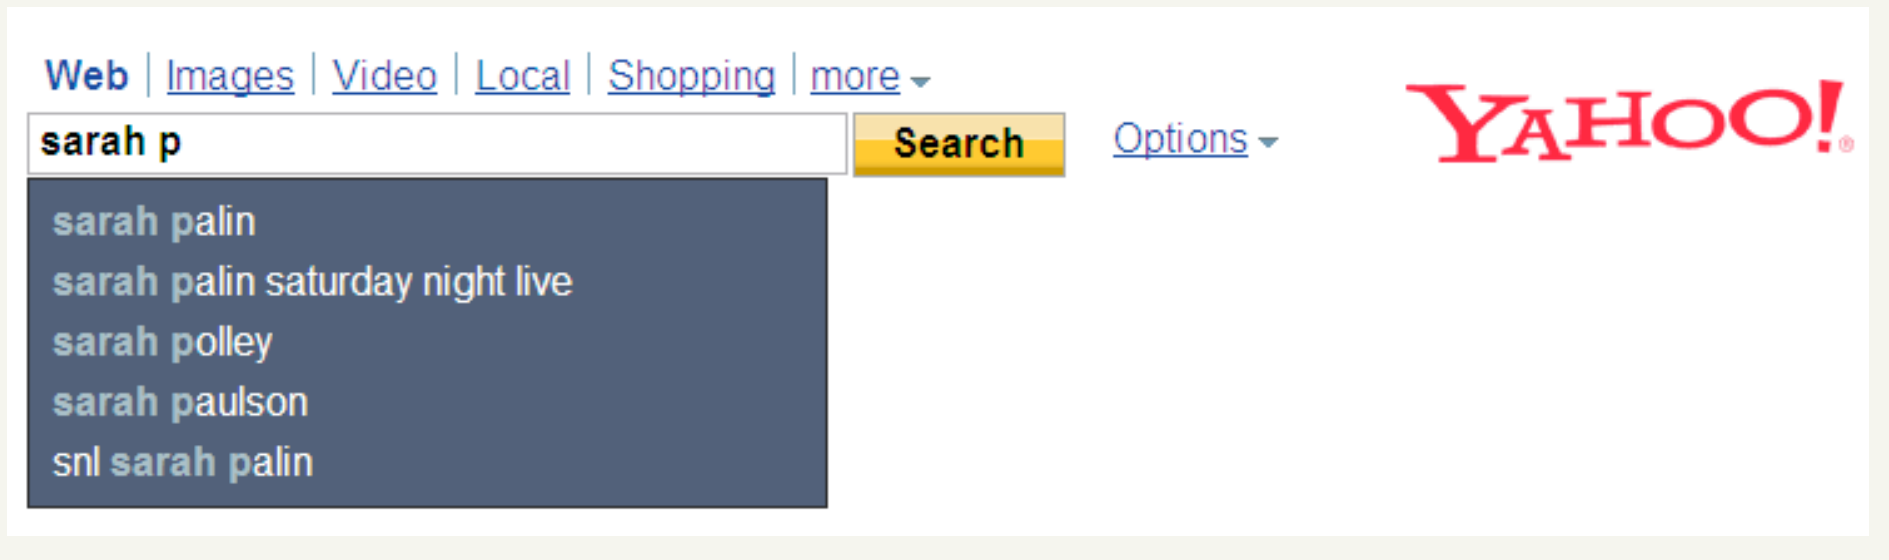 Web | Images | Video | Local | Shopping | more
sarah p Search Options YAHOO!®
sarah palin
sarah palin saturday night live
sarah polley
sarah paulson
snl sarah palin